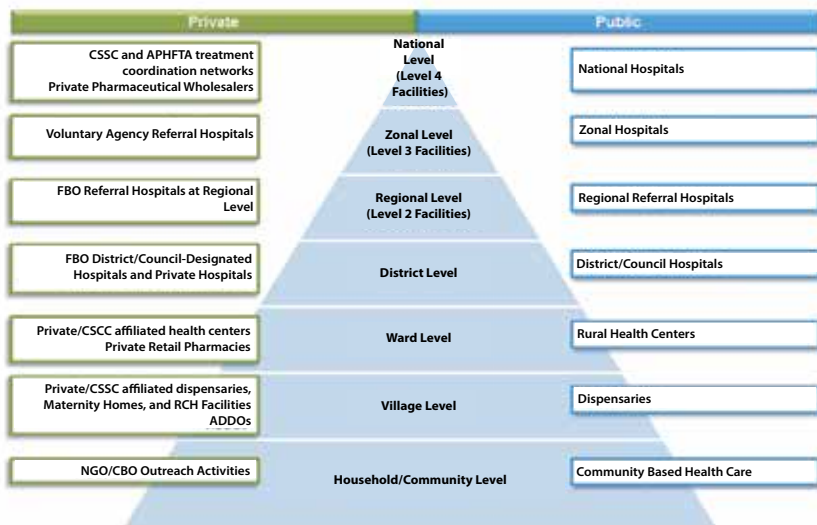 Private
Public
CSSC and APHFTA treatment
coordination networks
Private Pharmaceutical Wholesalers
National
Level
(Level 4
Facilities)
National Hospitals
Voluntary Agency Referral Hospitals
Zonal Level
(Level 3 Facilities)
Zonal Hospitals
FBO Referral Hospitals at Regional
Level
Regional Level
(Level 2 Facilities)
Regional Referral Hospitals
FBO District/Council-Designated
Hospitals and Private Hospitals
District Level
District/Council Hospitals
Private/CSCC affiliated health centers
Private Retail Pharmacies
Ward Level
Rural Health Centers
Private/CSSC affiliated dispensaries,
Maternity Homes, and RCH Facilities
ADDOs
Village Level
Dispensaries
NGO/CBO Outreach Activities
Household/Community Level
Community Based Health Care